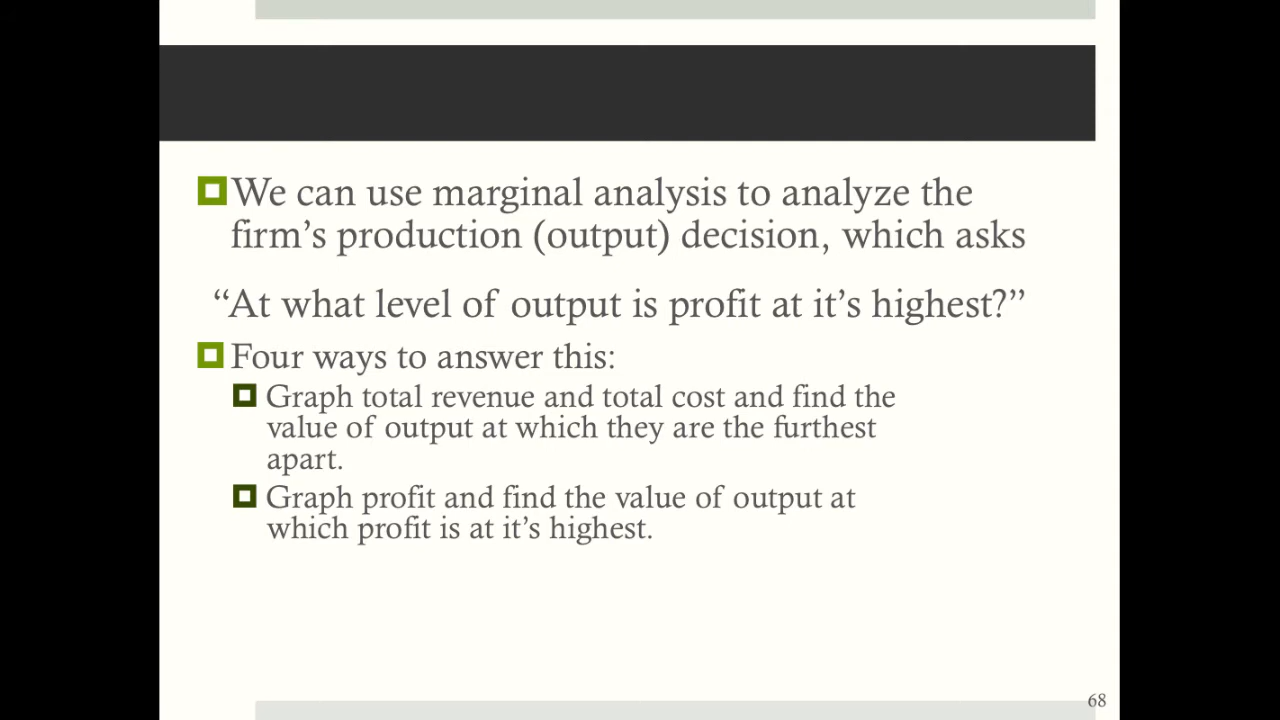 We can use marginal analysis to analyze the
firm’s production (output) decision, which asks
“At what level of output is profit at it’s highest?”
Four ways to answer this:
Graph total revenue and total cost and find the
value of output at which they are the furthest
apart.
Graph profit and find the value of output at
which profit is at it’s highest.
68